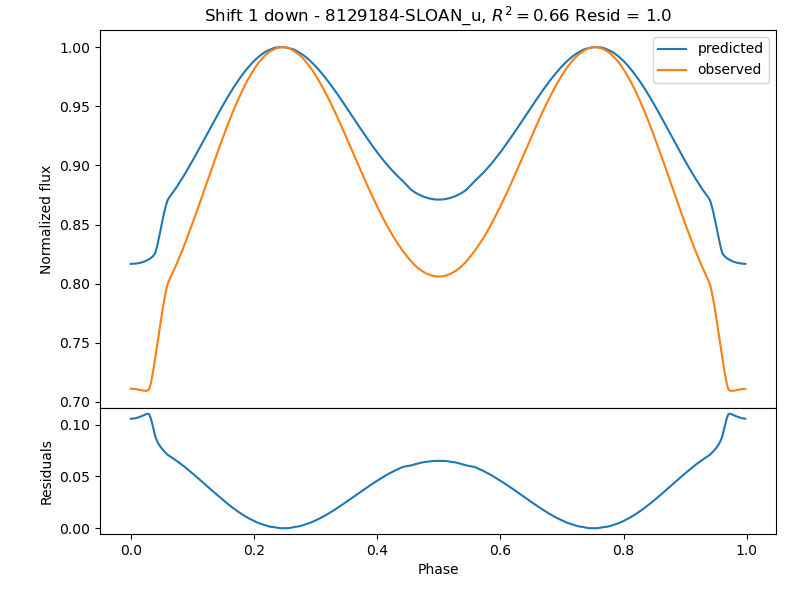 Shift 1 down - 8129184-SLOAN_u, $R^2 = 0.66$ Resid = 1.0
predicted
observed
Normalized flux
1.00
0.95
0.90
0.85
0.80
0.75
0.70
Residuals
0.10
0.05
0.00
0.0 0.2 0.4 0.6 0.8 1.0
Phase